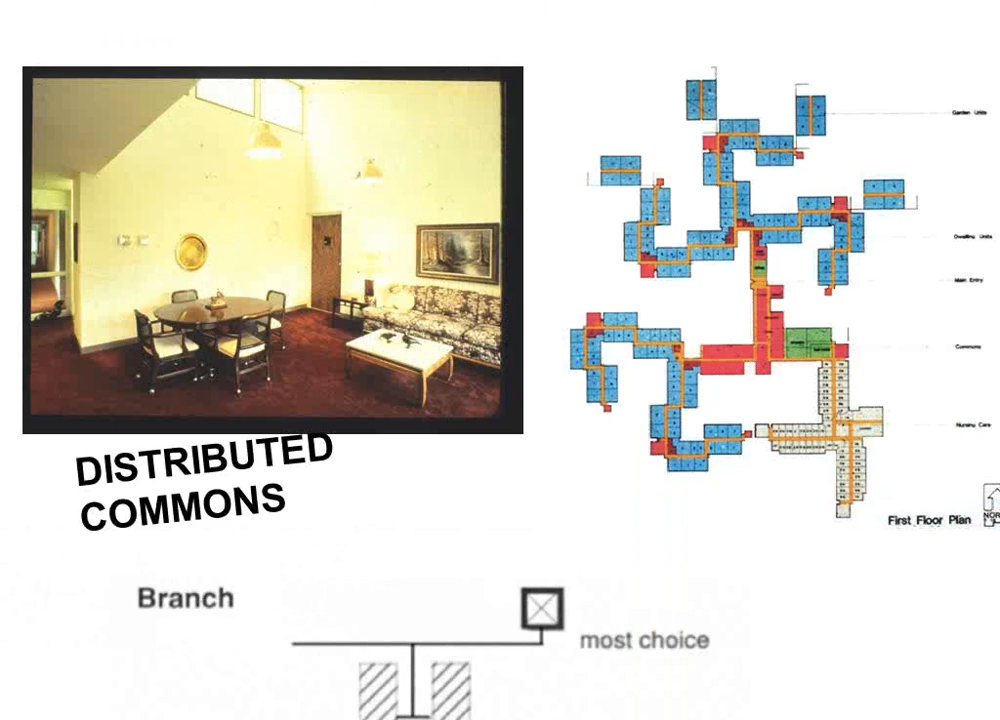 Garden Units
Dwelling Units
Main Entry
Commons
Nursing Care
First Floor Plan
DISTRIBUTED
COMMONS
Branch
most choice